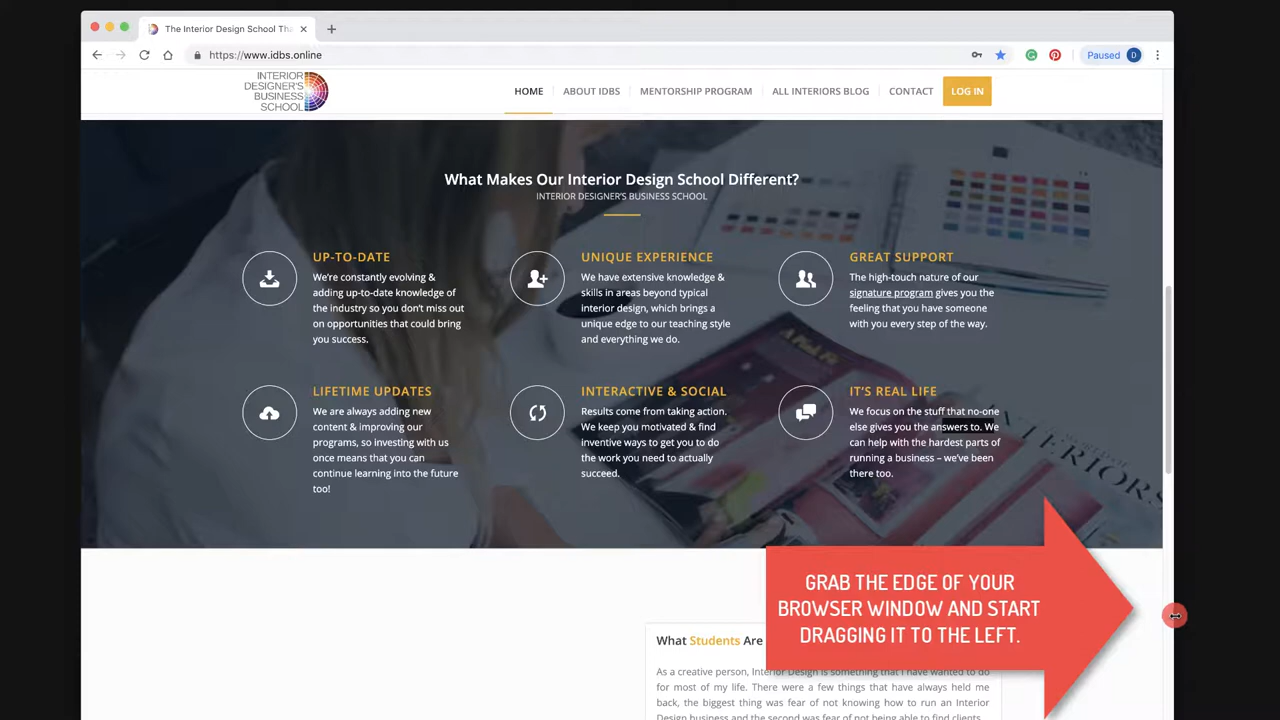 The Interior Design School Tha
https://www.idbs.online
Paused D
INTERIOR
DESIGNER'S
BUSINESS
SCHOOL
HOME ABOUT IDBS MENTORSHIP PROGRAM ALL INTERIORS BLOG CONTACT LOG IN
What Makes Our Interior Design School Different?
INTERIOR DESIGNER'S BUSINESS SCHOOL
UP-TO-DATE
We're constantly evolving &
adding up-to-date knowledge of
the industry so you don't miss out
on opportunities that could bring
you success.
UNIQUE EXPERIENCE
We have extensive knowledge &
skills in areas beyond typical
interior design, which brings a
unique edge to our teaching style
and everything we do.
GREAT SUPPORT
The high-touch nature of our
signature program gives you the
feeling that you have someone
with you every step of the way.
LIFETIME UPDATES
We are always adding new
content & improving our
programs, so investing with us
once means that you can
continue learning into the future
too!
INTERACTIVE & SOCIAL
Results come from taking action.
We keep you motivated & find
inventive ways to get you to do
the work you need to actually
succeed.
IT'S REAL LIFE
We focus on the stuff that no-one
else gives you the answers to. We
can help with the hardest parts of
running a business – we've been
there too.
INTERIORS
GRAB THE EDGE OF YOUR
BROWSER WINDOW AND START
DRAGGING IT TO THE LEFT.
What Students Are
As a creative person, Interior Design is something that I have wanted to do
for most of my life. There were a few things that have always held me
back, the biggest thing was fear of not knowing how to run an Interior
Design business and the second was fear of not being able to find clients.